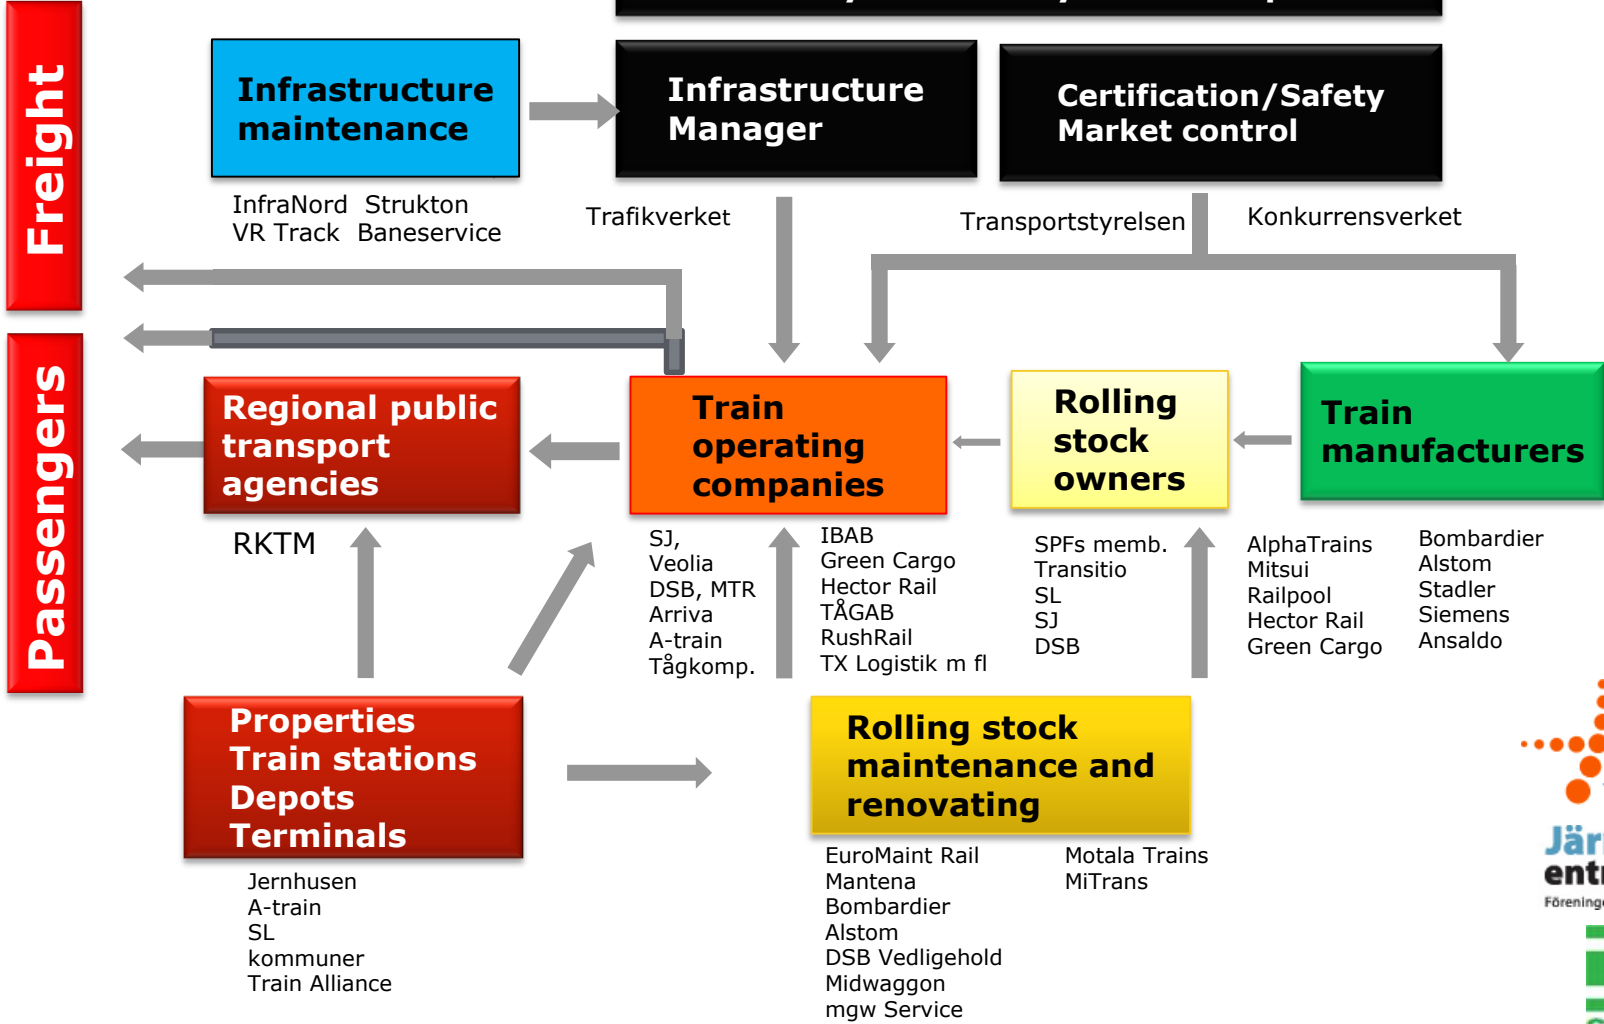 Freight
Passengers
Infrastructure
maintenance
Infrastructure
Manager
Certification/Safety
Market control
InfraNord Strukton
VR Track Baneservice
Trafikverket
Transportstyrelsen
Konkurrensverket
Regional public
transport
agencies
Train
operating
companies
Rolling
stock
owners
Train
manufacturers
RKTM
SJ,
Veolia
DSB, MTR
Arriva
A-train
Tågkomp.
IBAB
Green Cargo
Hector Rail
TÅGAB
RushRail
TX Logistik m fl
SPFs memb.
Transitio
SL
SJ
DSB
AlphaTrains
Mitsui
Railpool
Hector Rail
Green Cargo
Bombardier
Alstom
Stadler
Siemens
Ansaldo
Properties
Train stations
Depots
Terminals
Rolling stock
maintenance and
renovating
Jernhusen
A-train
SL
kommuner
Train Alliance
EuroMaint Rail
Mantena
Bombardier
Alstom
DSB Vedligehold
Midwaggon
mgw Service
Motala Trains
MiTrans